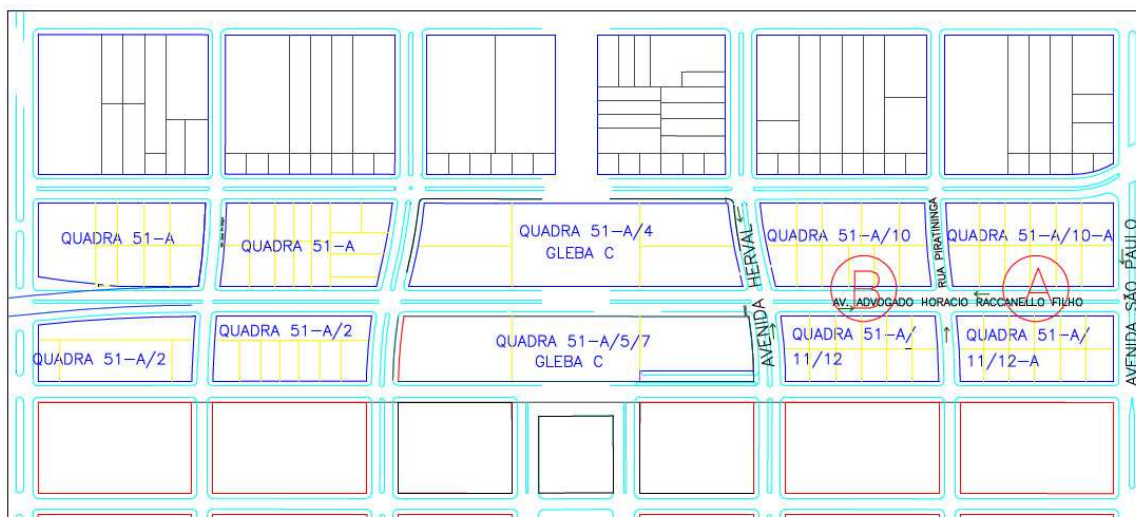 QUADRA 51-A
QUADRA 51-A
QUADRA 51-A/4
GLEBA C
AVENIDA HERVAL
QUADRA 51-A/10
RUA PIRATININGA
QUADRA 51-A/10-A
AVENIDA SÃO PAULO
B
A
AV. ADVOGADO HORACIO RACCANELLO FILHO
QUADRA 51-A/2
QUADRA 51-A/2
QUADRA 51-A/5/7
GLEBA C
QUADRA 51-A/
11/12
QUADRA 51-A/
11/12-A